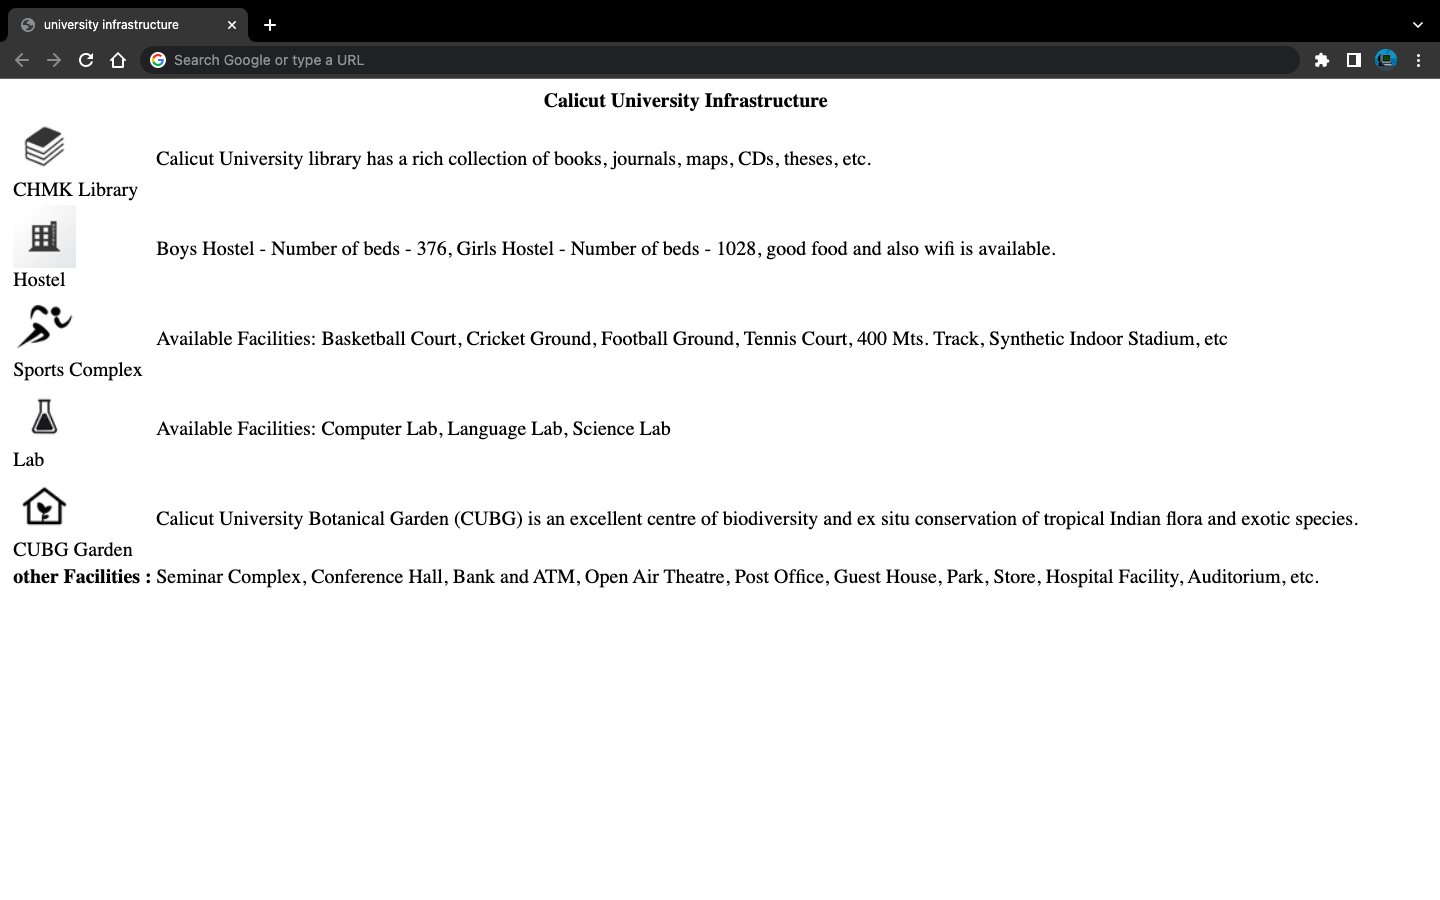 university infrastructure
Search Google or type a URL
Calicut University Infrastructure
Calicut University library has a rich collection of books, journals, maps, CDs, theses, etc.
CHMK Library
Boys Hostel - Number of beds - 376, Girls Hostel - Number of beds - 1028, good food and also wifi is available.
Hostel
Available Facilities: Basketball Court, Cricket Ground, Football Ground, Tennis Court, 400 Mts. Track, Synthetic Indoor Stadium, etc
Sports Complex
Available Facilities: Computer Lab, Language Lab, Science Lab
Lab
Calicut University Botanical Garden (CUBG) is an excellent centre of biodiversity and ex situ conservation of tropical Indian flora and exotic species.
CUBG Garden
other Facilities : Seminar Complex, Conference Hall, Bank and ATM, Open Air Theatre, Post Office, Guest House, Park, Store, Hospital Facility, Auditorium, etc.